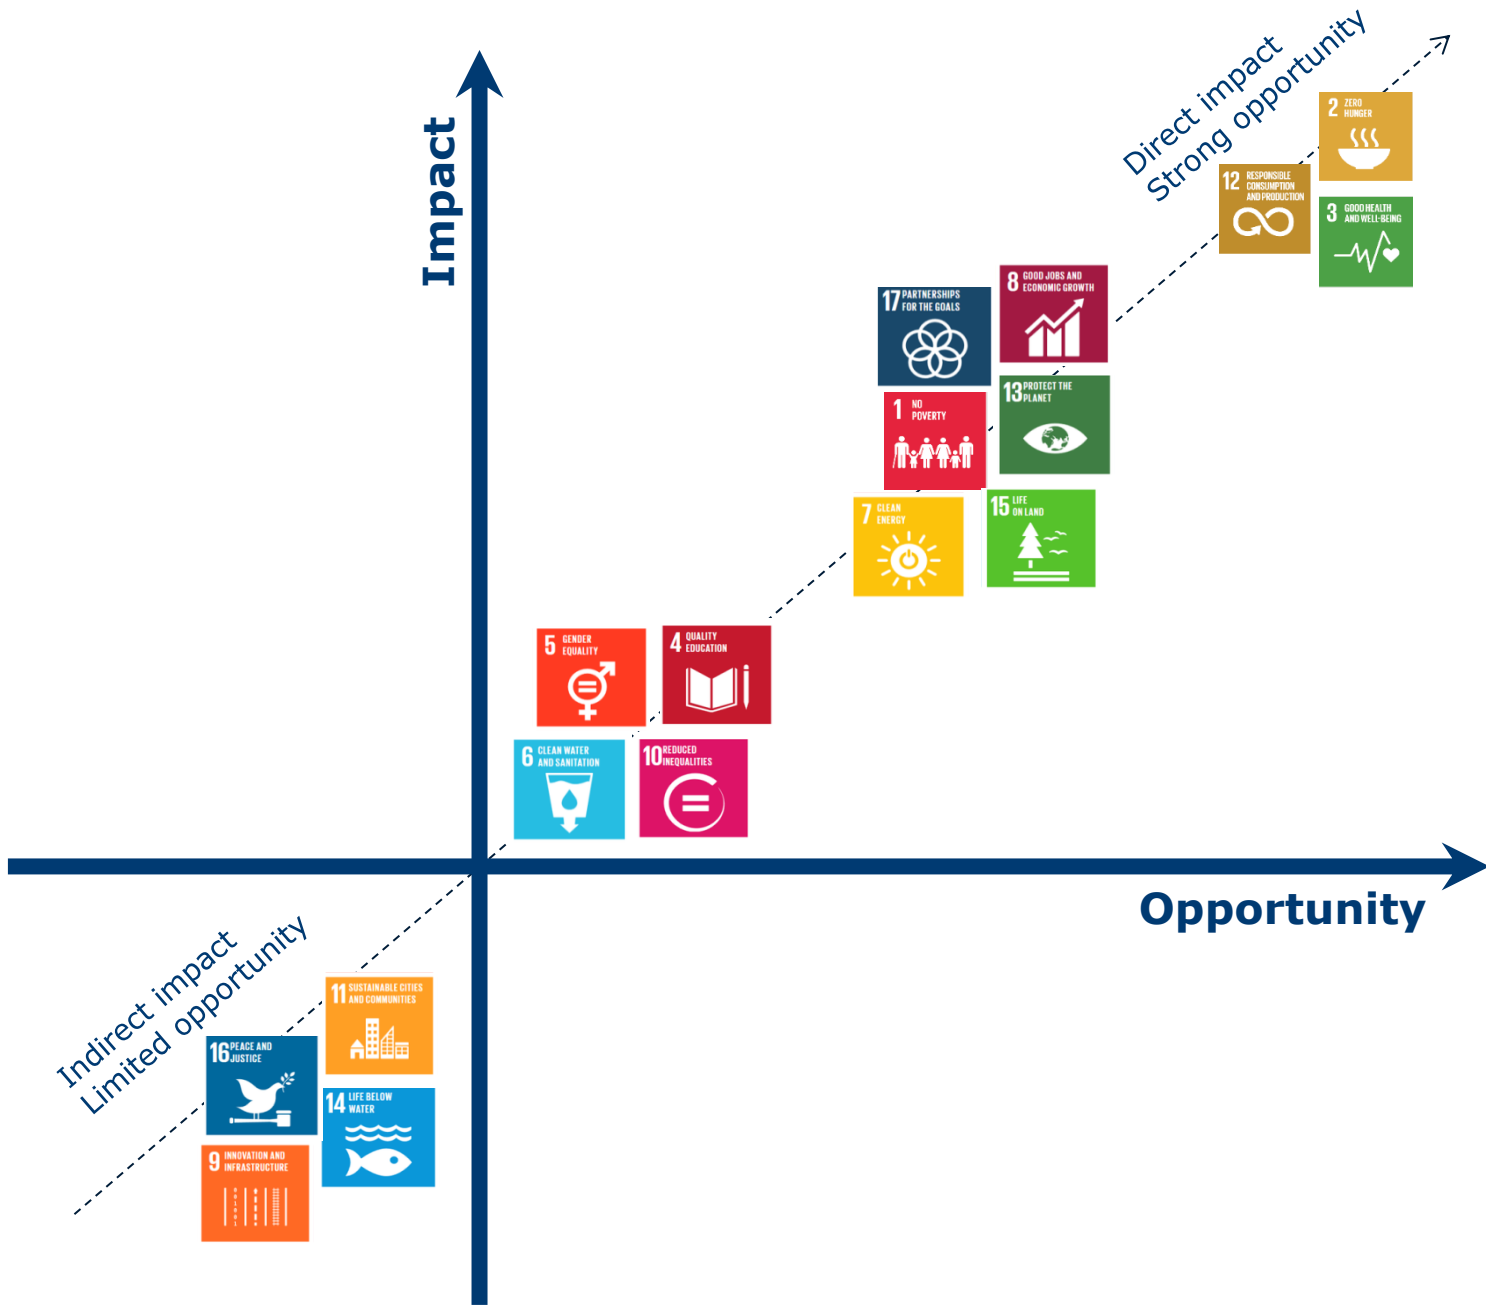 Direct impact
Strong opportunity
Impact
2 ZERO
HUNGER
12 RESPONSIBLE
CONSUMPTION
AND PRODUCTION
3 GOOD HEALTH
AND WELL-BEING
17 PARTNERSHIPS
FOR THE GOALS
8 GOOD JOBS AND
ECONOMIC GROWTH
1 NO
POVERTY
13 PROTECT THE
PLANET
7 CLEAN
ENERGY
15 LIFE
ON LAND
5 GENDER
EQUALITY
4 QUALITY
EDUCATION
6 CLEAN WATER
AND SANITATION
10 REDUCED
INEQUALITIES
Opportunity
Indirect impact
Limited opportunity
11 SUSTAINABLE CITIES
AND COMMUNITIES
16 PEACE AND
JUSTICE
14 LIFE BELOW
WATER
9 INNOVATION AND
INFRASTRUCTURE